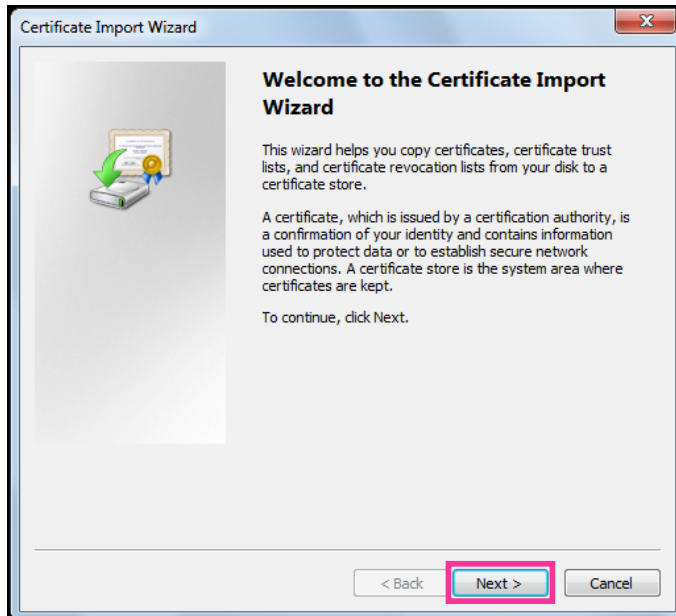 Certificate Import Wizard
Welcome to the Certificate Import
Wizard
This wizard helps you copy certificates, certificate trust
lists, and certificate revocation lists from your disk to a
certificate store.
A certificate, which is issued by a certification authority, is
a confirmation of your identity and contains information
used to protect data or to establish secure network
connections. A certificate store is the system area where
certificates are kept.
To continue, click Next.
< Back Next > Cancel